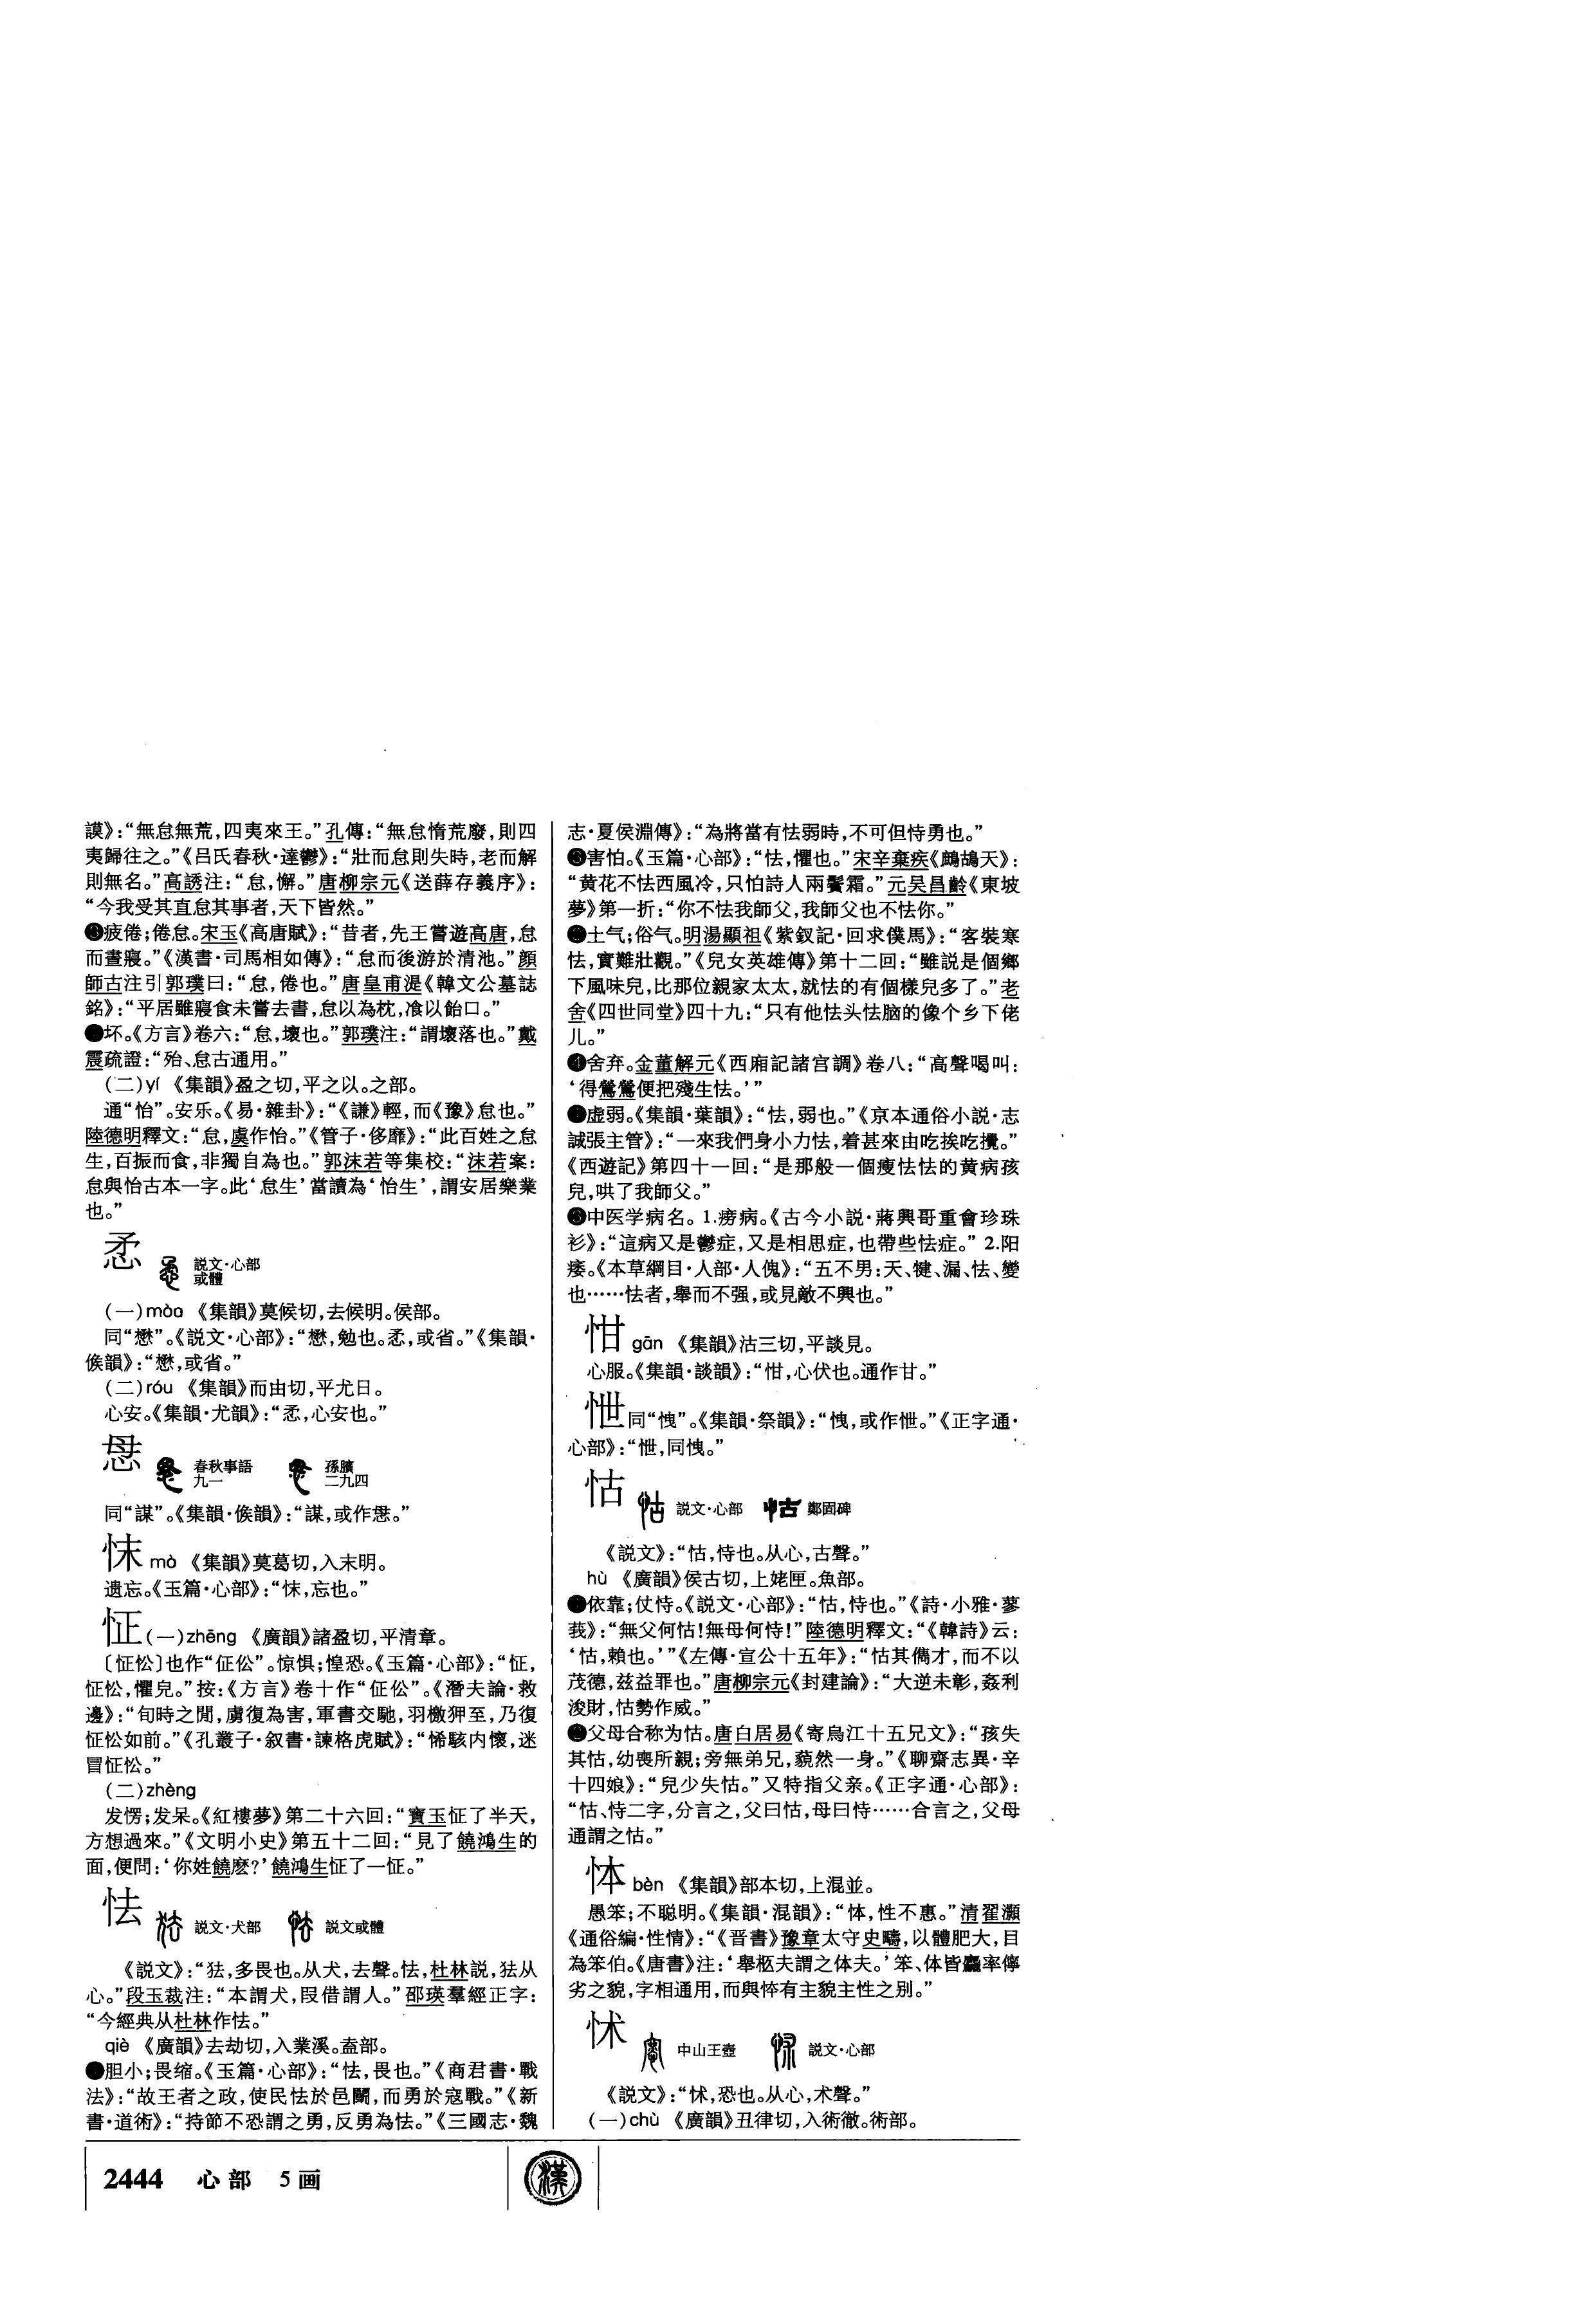 謨》：“無怠無荒，四夷來王。”孔傳：“無怠惰荒廢，則四
夷歸往之。”《吕氏春秋·達鬱》：“壯而怠則失時，老而解
則無名。”高誘注：“怠，懈。”唐柳宗元《送薛存義序》：
“今我受其直怠其事者，天下皆然。”
❸疲倦；倦怠。宋玉《高唐賦》：“昔者，先王嘗遊高唐，怠
而晝寢。”《漢書·司馬相如傳》：“怠而後游於清池。”顔
師古注引郭璞曰：“怠，倦也。”唐皇甫湜《韓文公墓誌
銘》：“平居雖寢食未嘗去書，怠以為枕，飡以飴口。”
坏。《方言》卷六：“怠，壞也。”郭璞注：“謂壞落也。”戴
震疏證：“殆、怠古通用。”
（二）yí 《集韻》盈之切，平之以。之部。
通“怡”。安乐。《易·雜卦》：“《謙》輕，而《豫》怠也。”
陸德明釋文：“怠，虞作怡。”《管子·侈靡》：“此百姓之怠
生，百振而食，非獨自為也。”郭沫若等集校：“沫若案：
怠與怡古本一字。此‘怠生’當讀為‘怡生’，謂安居樂業
也。”
悉 説文·心部
或體
（一）mòo 《集韻》莫候切，去候明。侯部。
同“懋”。《説文·心部》：“懋，勉也。㤄，或省。”《集韻·
候韻》：“懋，或省。”
（二）róu 《集韻》而由切，平尤日。
心安。《集韻·尤韻》：“㤄，心安也。”
春秋事語
九一
孫臏
二九四
同“謀”。《集韻·侯韻》：“謀，或作𢘓。”
怽 mò 《集韻》莫葛切，入末明。
遗忘。《玉篇·心部》：“怽，忘也。”
怔（一）zhēng 《廣韻》諸盈切，平清章。
〔怔忪〕也作“佂伀”。惊惧；惶恐。《玉篇·心部》：“怔，
怔忪，懼皃。”按：《方言》卷十作“佂伀”。《潛夫論·救
邊》：“旬時之閒，虜復為害，軍書交馳，羽檄狎至，乃復
怔忪如前。”《孔叢子·叙書·諫格虎賦》：“悕駭内懷，迷
冒怔忪。”
（二）zhèng
发愣；发呆。《紅樓夢》第二十六回：“寶玉怔了半天，
方想過來。”《文明小史》第五十二回：“見了饒鴻生的
面，便問：‘你姓饒麽？’饒鴻生怔了一怔。”
怯 説文·犬部 説文或體
《説文》：“㹤，多畏也。从犬，去聲。怯，杜林説，㹤从
心。”段玉裁注：“本謂犬，叚借謂人。”邵瑛羣經正字：
“今經典从杜林作怯。”
qiè 《廣韻》去劫切，入業溪。盍部。
胆小；畏缩。《玉篇·心部》：“怯，畏也。”《商君書·戰
法》：“故王者之政，使民怯於邑鬭，而勇於寇戰。”《新
書·道術》：“持節不恐謂之勇，反勇為怯。”《三國志·魏
志·夏侯淵傳》：“為將當有怯弱時，不可但恃勇也。”
害怕。《玉篇·心部》：“怯，懼也。”宋辛棄疾《鷓鴣天》：
“黄花不怯西風冷，只怕詩人兩鬢霜。”元吴昌齡《東坡
夢》第一折：“你不怯我師父，我師父也不怯你。”
土气；俗气。明湯顯祖《紫釵記·回求僕馬》：“客裝寒
怯，實難壯觀。”《兒女英雄傳》第十二回：“雖説是個鄉
下風味兒，比那位親家太太，就怯的有個樣兒多了。”老
舍《四世同堂》四十九：“只有他怯头怯脑的像个乡下佬
儿。”
❹舍弃。金董解元《西廂記諸宫調》卷八：“高聲喝叫：
‘得鶯鶯便把殘生怯。’”
虚弱。《集韻·葉韻》：“怯，弱也。”《京本通俗小説·志
誠張主管》：“一來我們身小力怯，着甚來由吃挨吃攪。”
《西遊記》第四十一回：“是那般一個瘦怯怯的黄病孩
兒，哄了我師父。”
中医学病名。1.痨病。《古今小説·蔣興哥重會珍珠
衫》：“這病又是鬱症，又是相思症，也帶些怯症。”2.阳
痿。《本草綱目·人部·人傀》：“五不男：天、犍、漏、怯、變
也……怯者，舉而不强，或見敵不興也。”
㤌 gān 《集韻》沽三切，平談見。
心服。《集韻·談韻》：“㤌，心伏也。通作甘。”
怈同“愧”。《集韻·祭韻》：“㥡，或作怈。”《正字通·
心部》：“怈，同㥡。”
怙 説文·心部 鄭固碑
《説文》：“怙，恃也。从心，古聲。”
hù 《廣韻》侯古切，上姥匣。魚部。
依靠；仗恃。《説文·心部》：“怙，恃也。”《詩·小雅·蓼
莪》：“無父何怙！無母何恃！”陸德明釋文：“《韓詩》云：
‘怙，賴也。’”《左傳·宣公十五年》：“怙其儁才，而不以
茂德，兹益罪也。”唐柳宗元《封建論》：“大逆未彰，姦利
浚財，怙勢作威。”
父母合称为怙。唐白居易《寄烏江十五兄文》：“孩失
其怙，幼喪所親；旁無弟兄，藐然一身。”《聊齋志異·辛
十四娘》：“兒少失怙。”又特指父亲。《正字通·心部》：
“怙、恃二字，分言之，父曰怙，母曰恃……合言之，父母
通謂之怙。”
㤓 bèn 《集韻》部本切，上混並。
愚笨；不聪明。《集韻·混韻》：“㤓，性不惠。”清翟灝
《通俗編·性情》：“《晋書》豫章太守史疇，以體肥大，目
為笨伯。《唐書》注：‘舉柩夫謂之体夫。’笨、体皆麤率儜
劣之貌，字相通用，而與㤓有主貌主性之别。”
怵 中山王壺 説文·心部
《説文》：“怵，恐也。从心，术聲。”
（一）chù 《廣韻》丑律切，入術徹。術部。
2444 心部 5画
漢